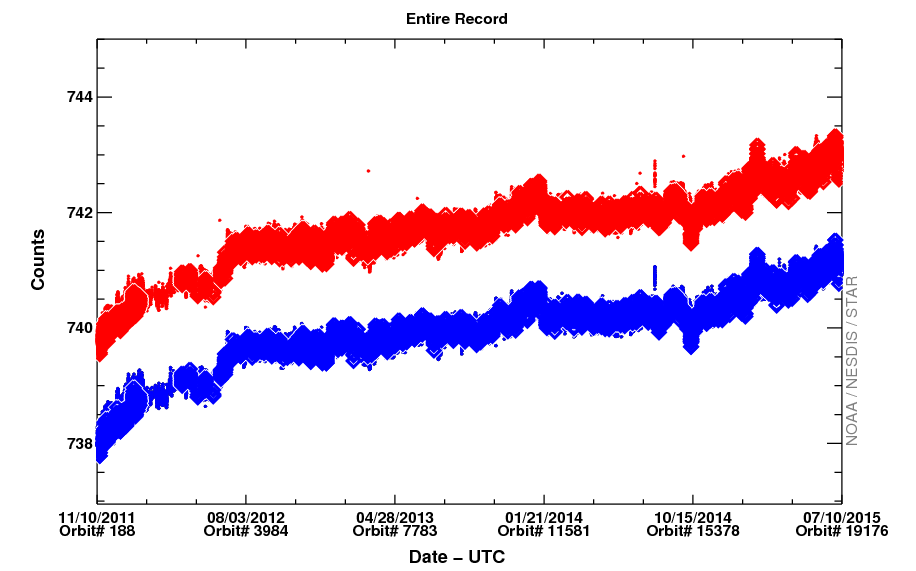 Entire Record
744
742
740
738
Counts
11/10/2011 08/03/2012 04/28/2013 01/21/2014 10/15/2014 07/10/2015
Orbit# 188 Orbit# 3984 Orbit# 7783 Orbit# 11581 Orbit# 15378 Orbit# 19176
Date – UTC
NOAA / NESDIS / STAR